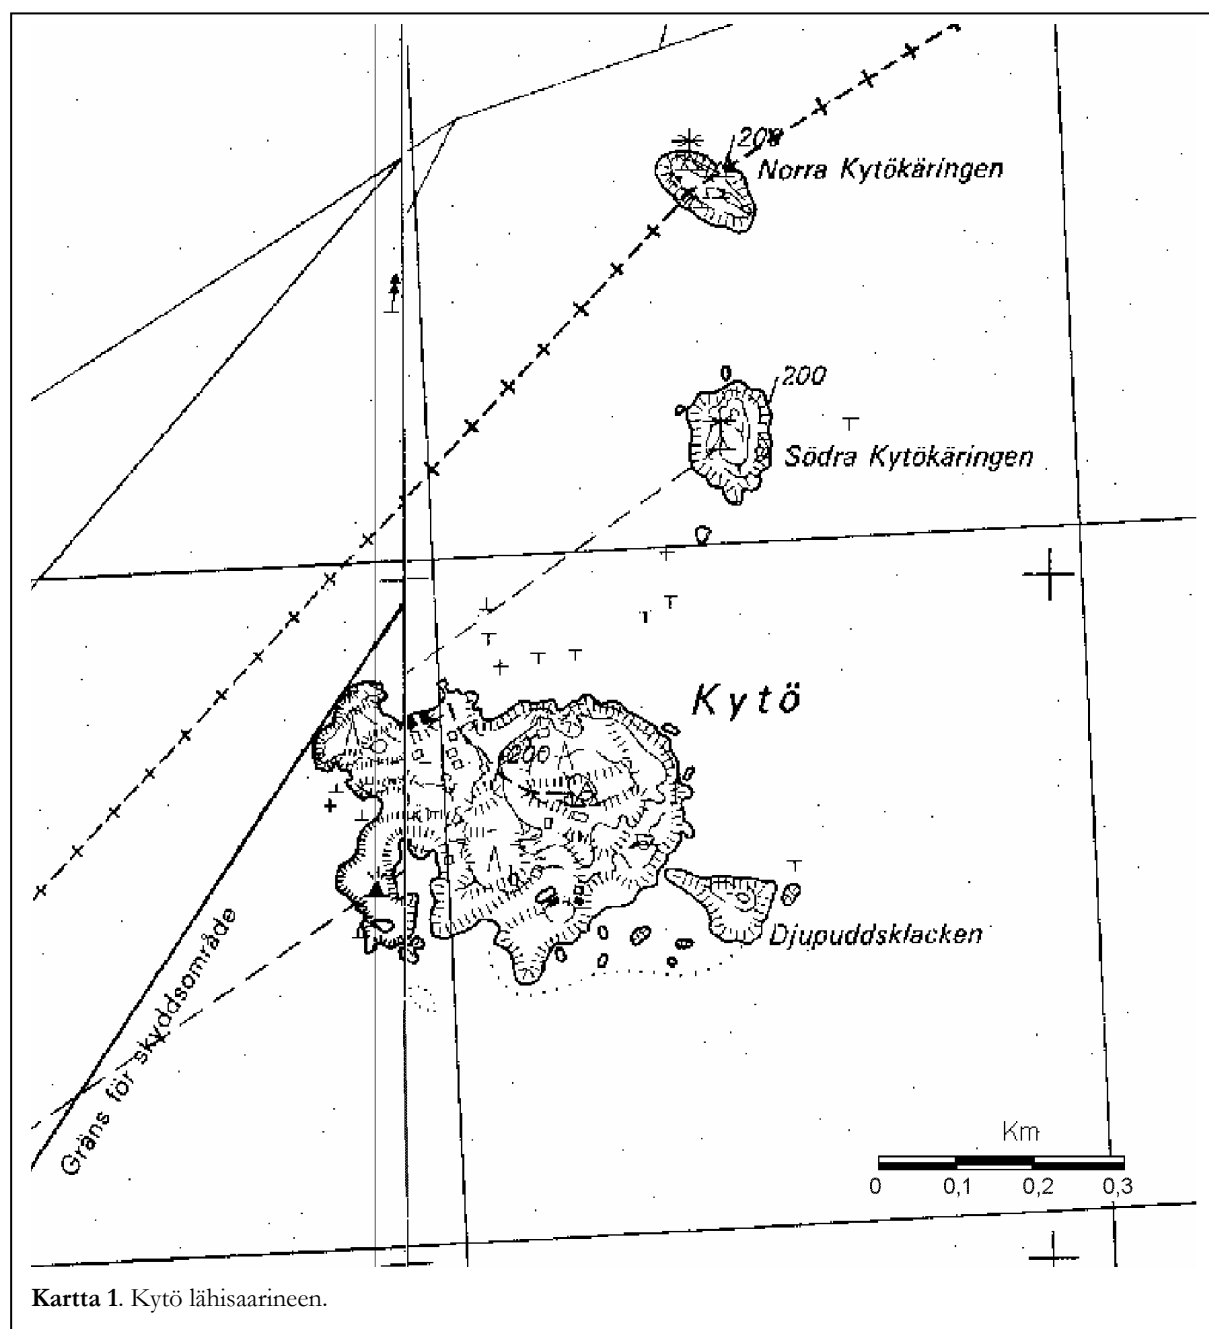 200
Norra Kytökäringen
200
Södra Kytökäringen
Kytö
200
Djupuddsklacken
Gräns för skyddsområde
Km
0 0,1 0,2 0,3
Kartta 1. Kytö lähisaarineen.